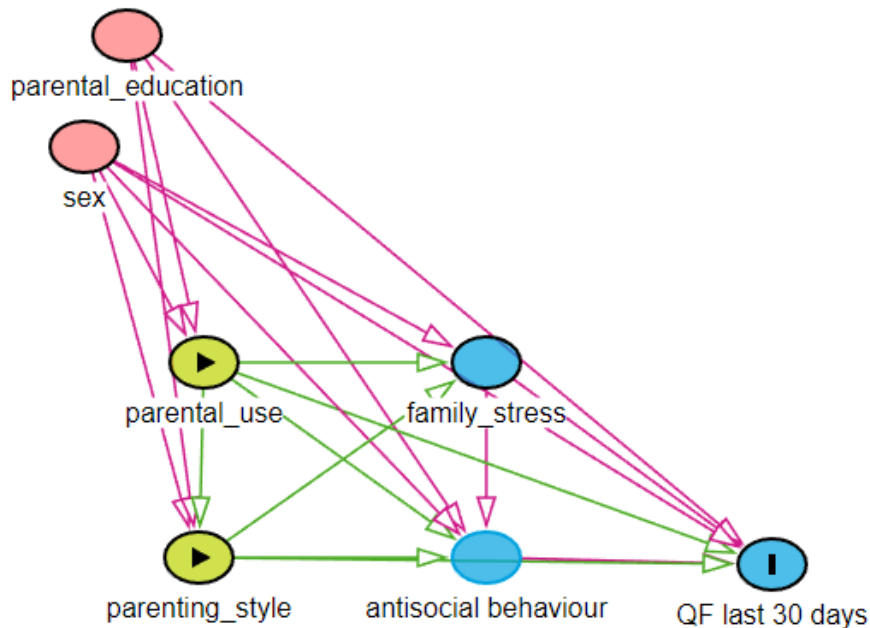 parental_education
sex
parental_use
family_stress
parenting_style
antisocial behaviour
QF last 30 days